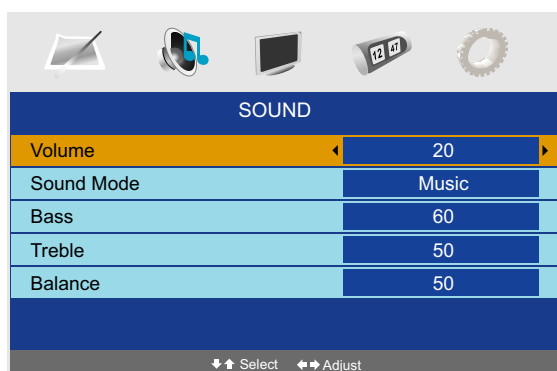 12 47
SOUND
Volume 20
Sound Mode Music
Bass 60
Treble 50
Balance 50
Select Adjust